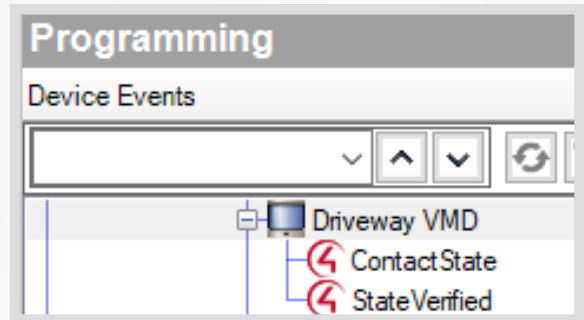 Programming
Device Events
Driveway VMD
ContactState
StateVerified